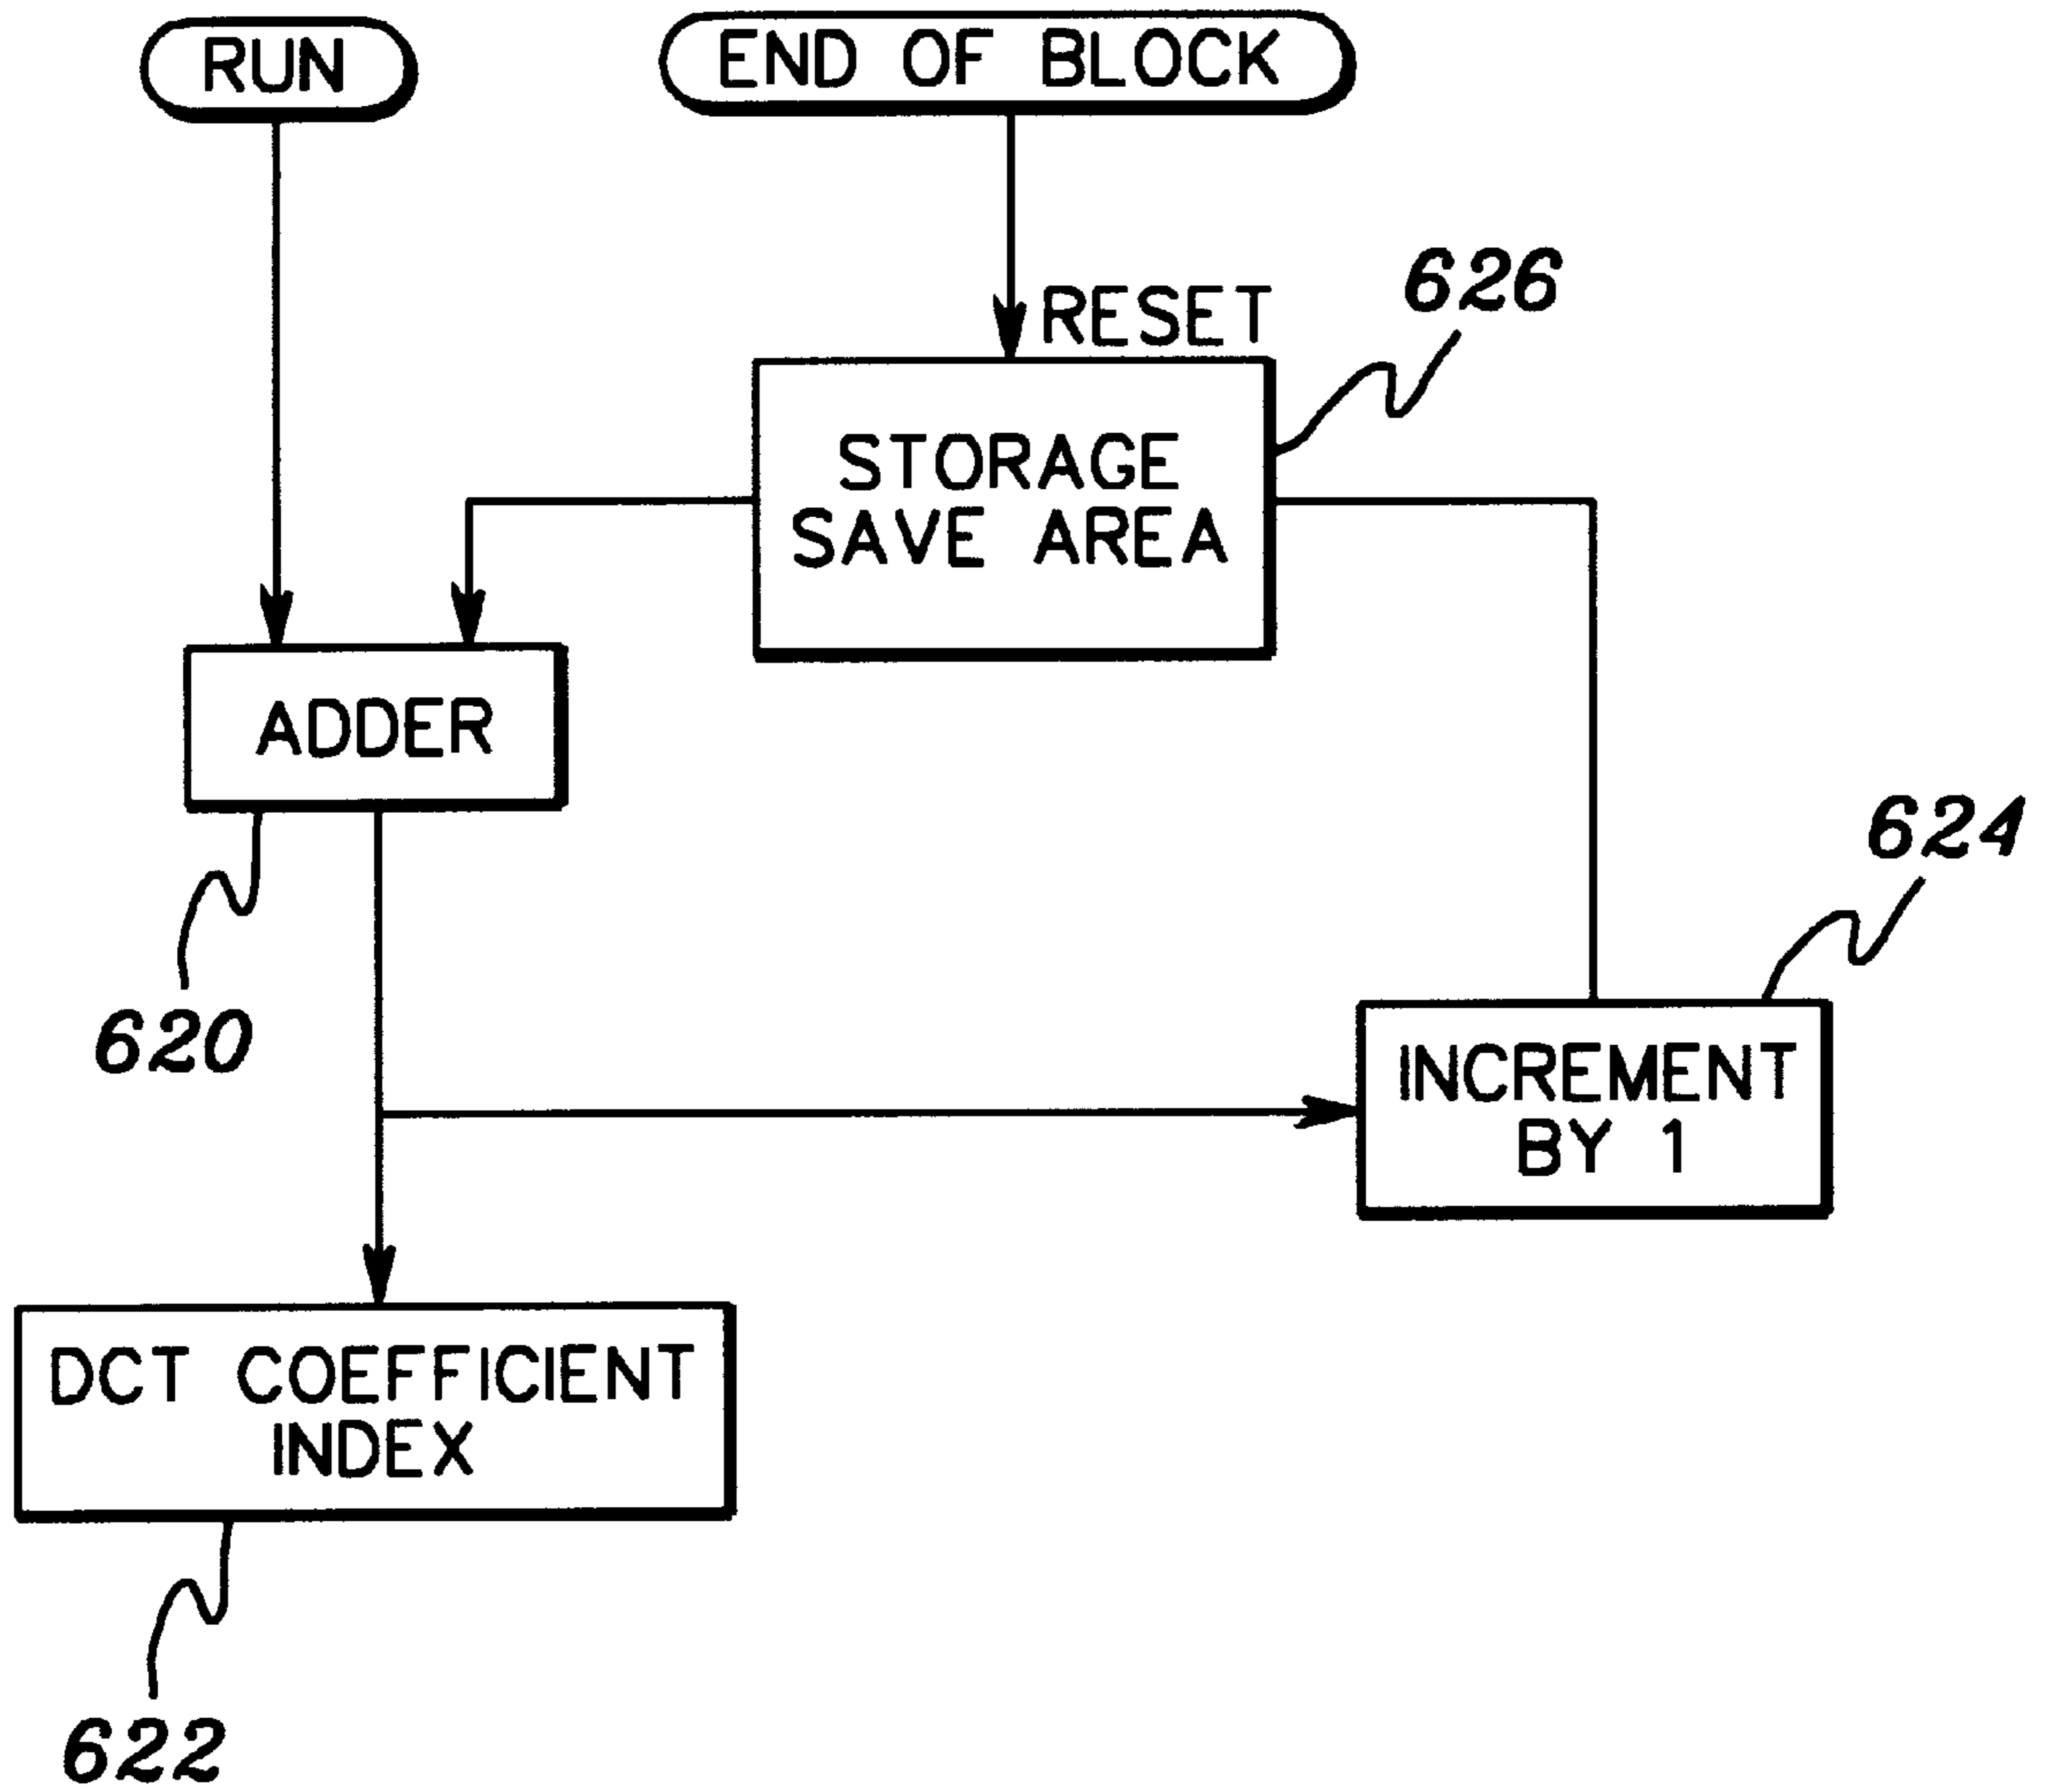 RUN
END OF BLOCK
RESET
626
STORAGE
SAVE AREA
ADDER
624
620
INCREMENT
BY 1
DCT COEFFICIENT
INDEX
622